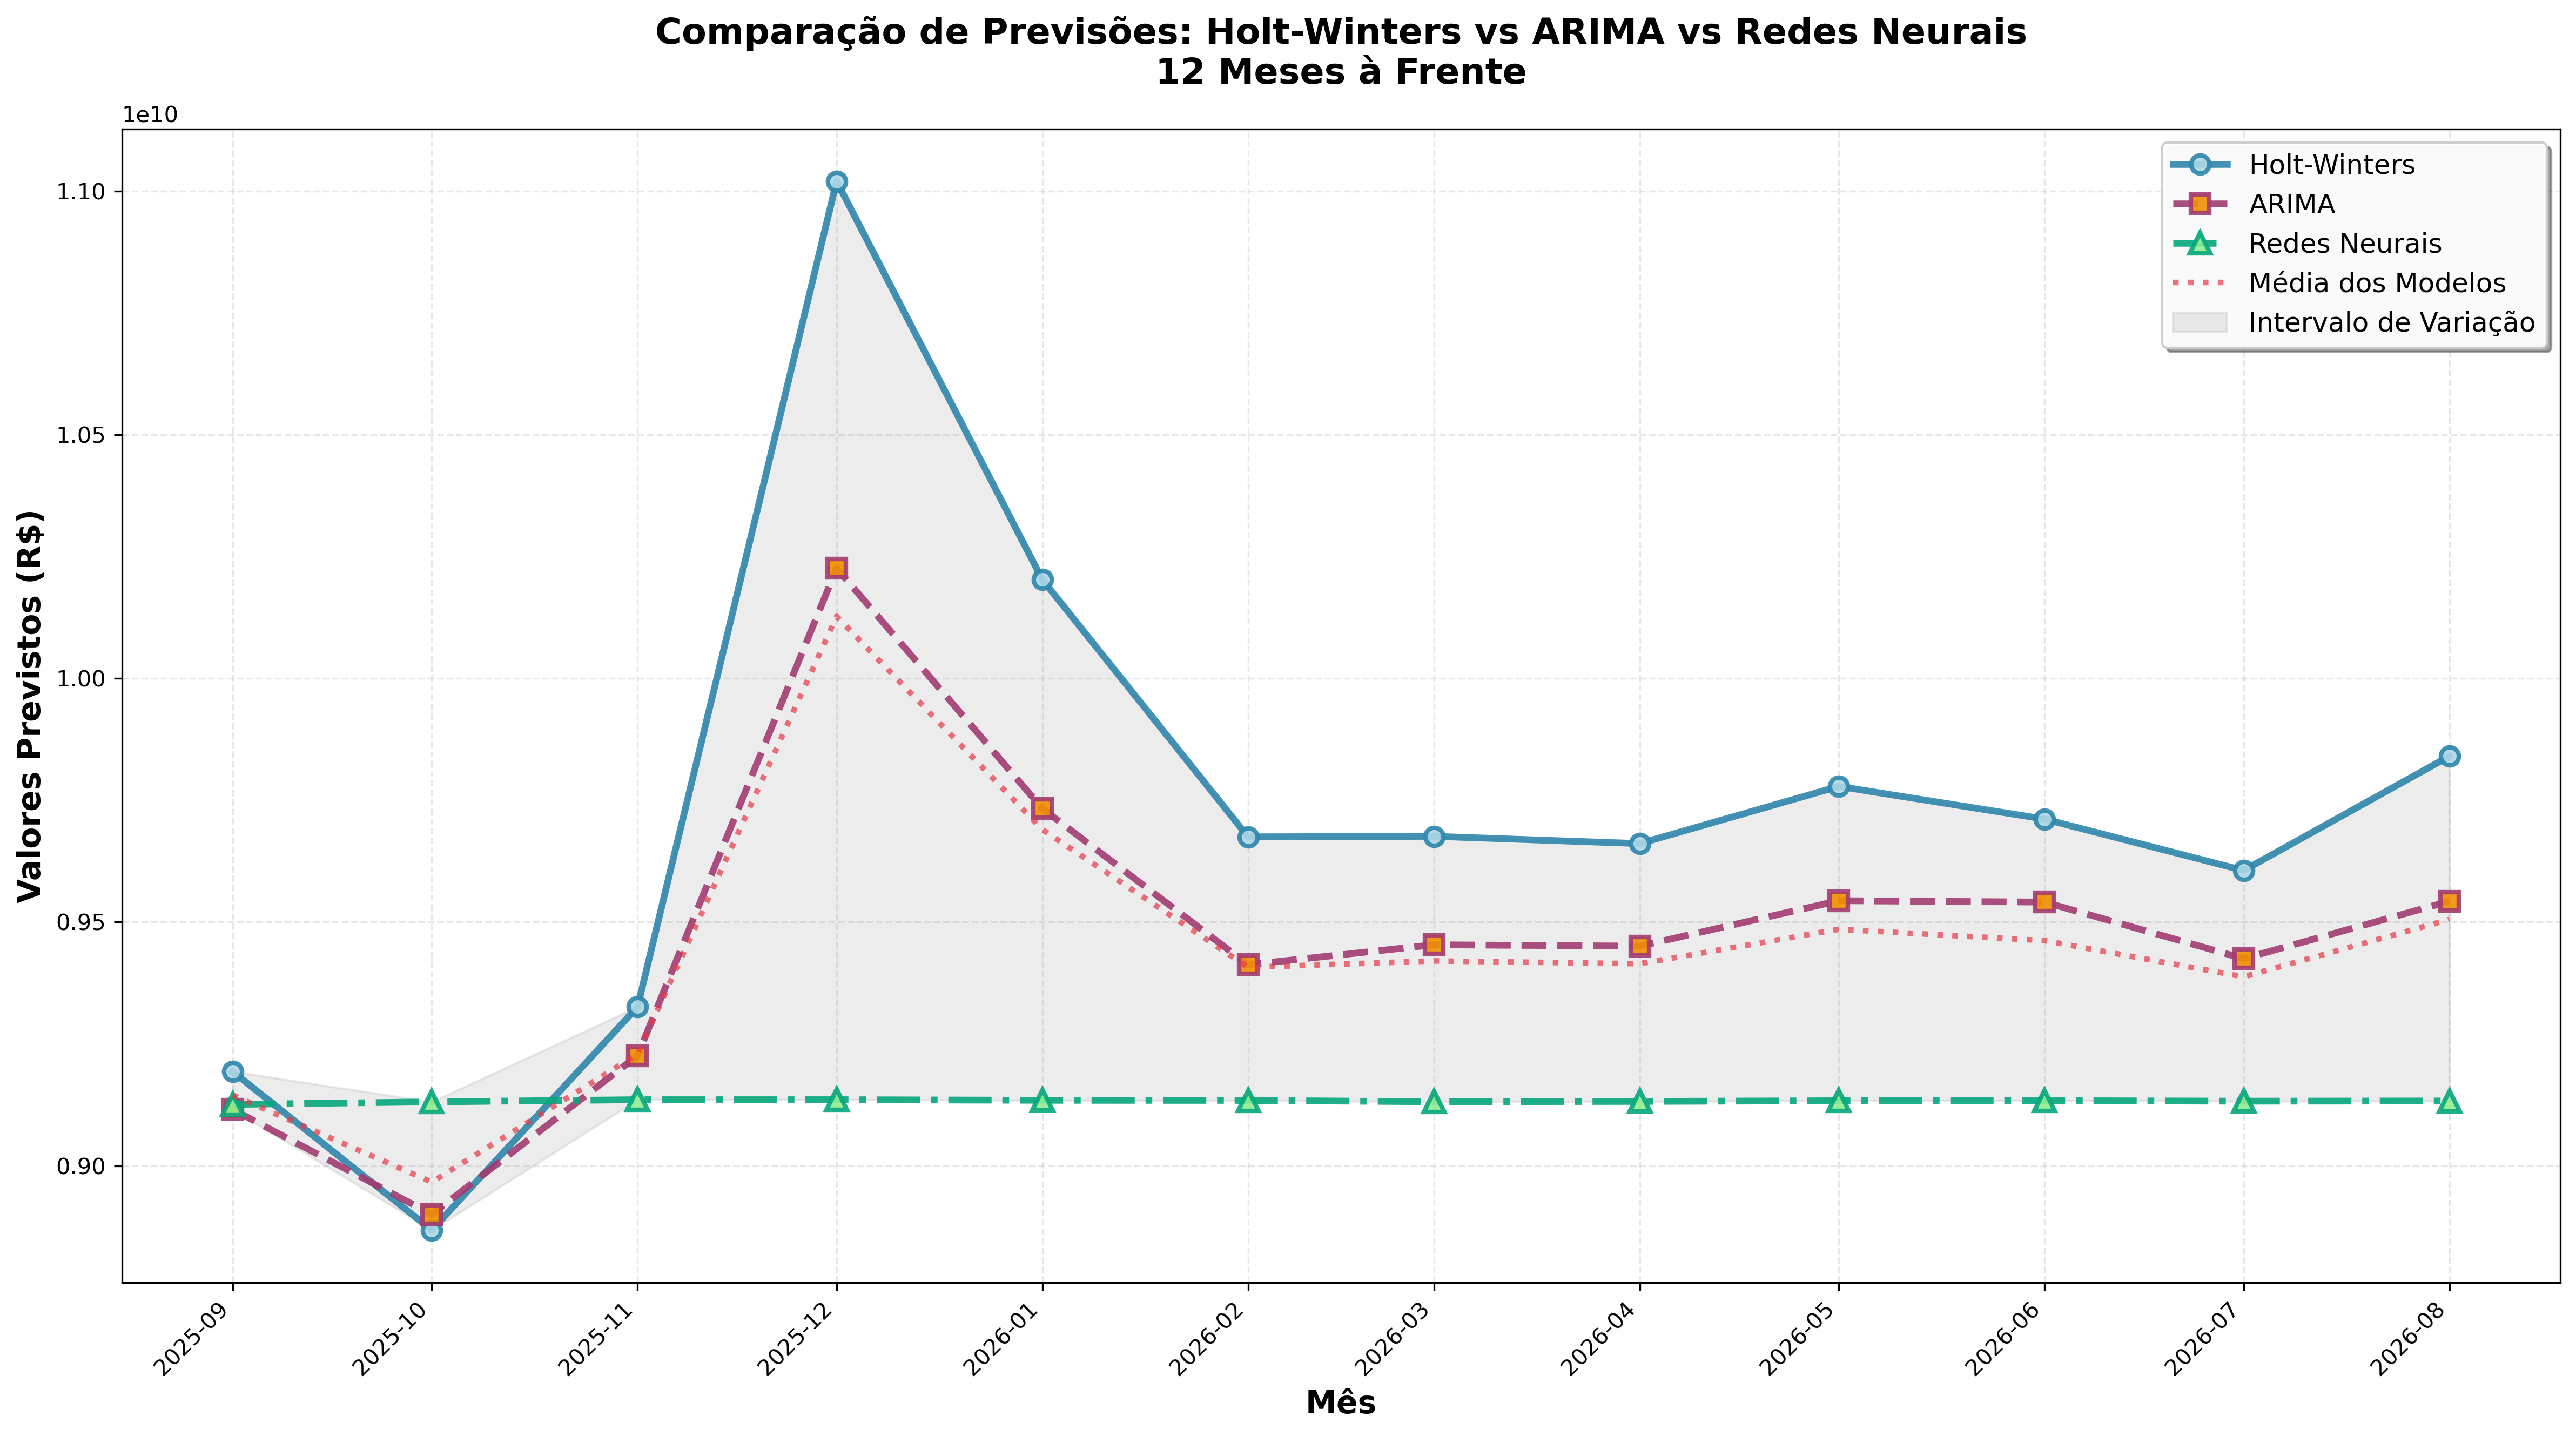 Comparação de Previsões: Holt-Winters vs ARIMA vs Redes Neurais
12 Meses à Frente
1e10
1.10
1.05
1.00
0.95
0.90
Valores Previstos (R$)
Holt-Winters
ARIMA
Redes Neurais
Média dos Modelos
Intervalo de Variação
2025-09
2025-10
2025-11
2025-12
2026-01
2026-02
2026-03
2026-04
2026-05
2026-06
2026-07
2026-08
Mês